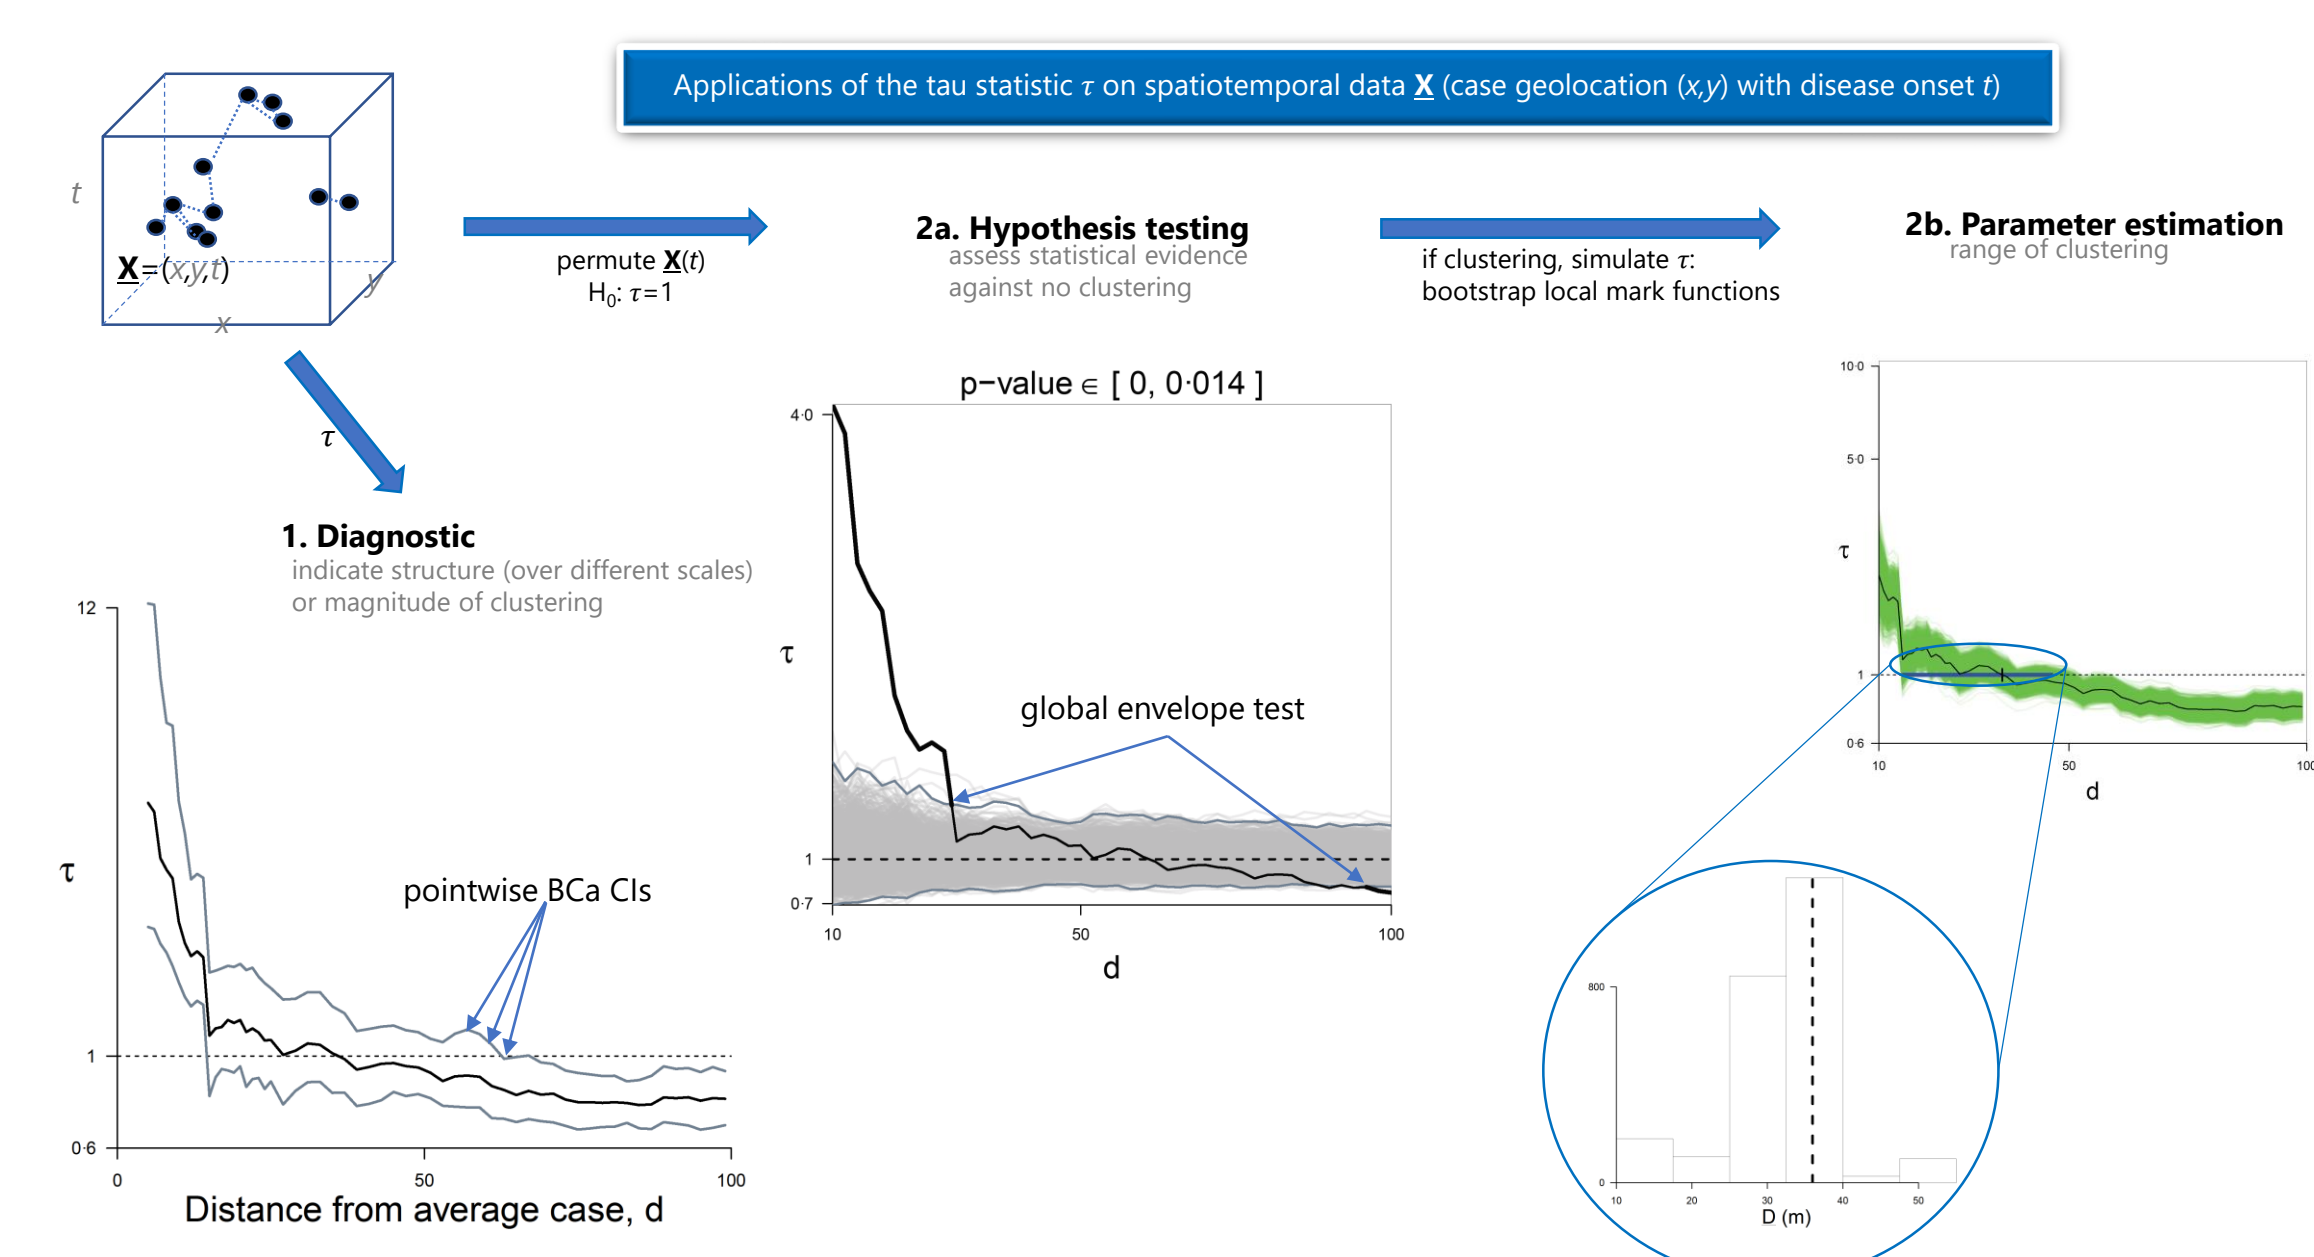 Applications of the tau statistic τ on spatiotemporal data X (case geolocation (x,y) with disease onset t)
t
X=(x,y,t)
y
x
permute X(t)
H0: τ=1
2a. Hypothesis testing
assess statistical evidence
against no clustering
if clustering, simulate τ:
bootstrap local mark functions
2b. Parameter estimation
range of clustering
τ
1. Diagnostic
indicate structure (over different scales)
or magnitude of clustering
12
τ
1
0·6
pointwise BCa CIs
0
50
100
Distance from average case, d
p−value ∈ [ 0, 0·014 ]
4·0
τ
1
0·7
global envelope test
10
50
100
d
10·0
5·0
τ
1
0·6
10
50
100
d
800
0
10
20
30
40
50
D (m)